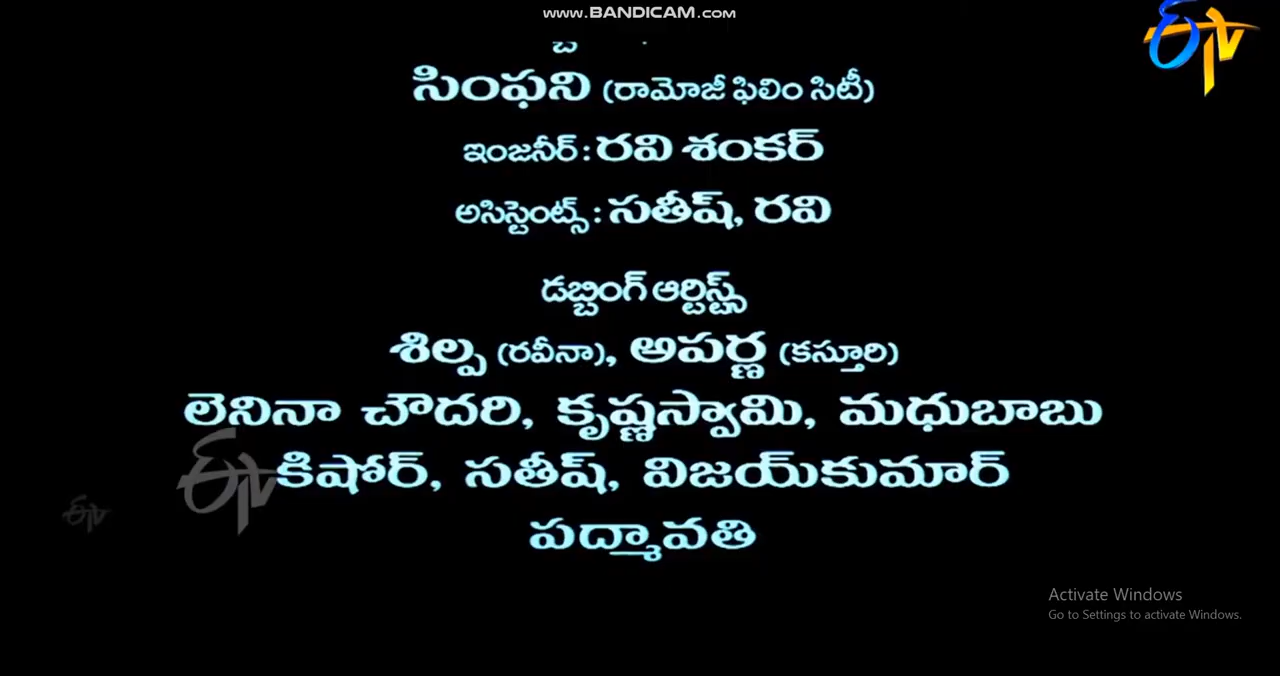 www.BANDICAM.com
ETV
సింఫని (రామోజీ ఫిలిం సిటీ)
ఇంజనీర్ : రవి శంకర్
అసిస్టెంట్స్ : సతీష్, రవి
డబ్బింగ్ ఆర్టిస్ట్స్
శిల్ప (రవీనా), అపర్ణ (కస్తూరి)
లెనినా చౌదరి, కృష్ణస్వామి, మధుబాబు
కిషోర్, సతీష్, విజయ్‌కుమార్
పద్మావతి
Activate Windows
Go to Settings to activate Windows.